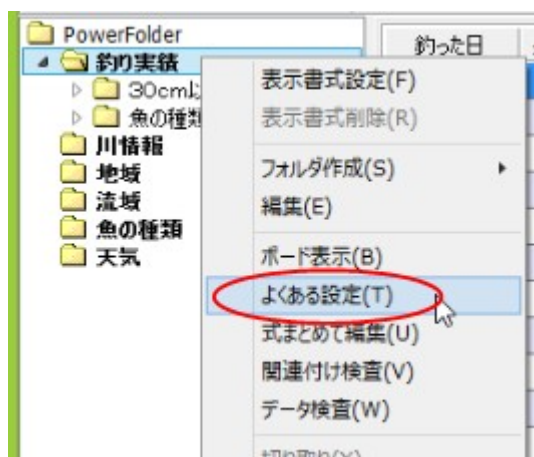 PowerFolder
釣り実績
30cm
魚の種類
川情報
地域
流域
魚の種類
天気
釣った日
表示書式設定(F)
表示書式削除(R)
フォルダ作成(S)
編集(E)
ボード表示(B)
よくある設定(T)
式まとめて編集(U)
関連付け検査(V)
データ検査(W)
切り取り(X)